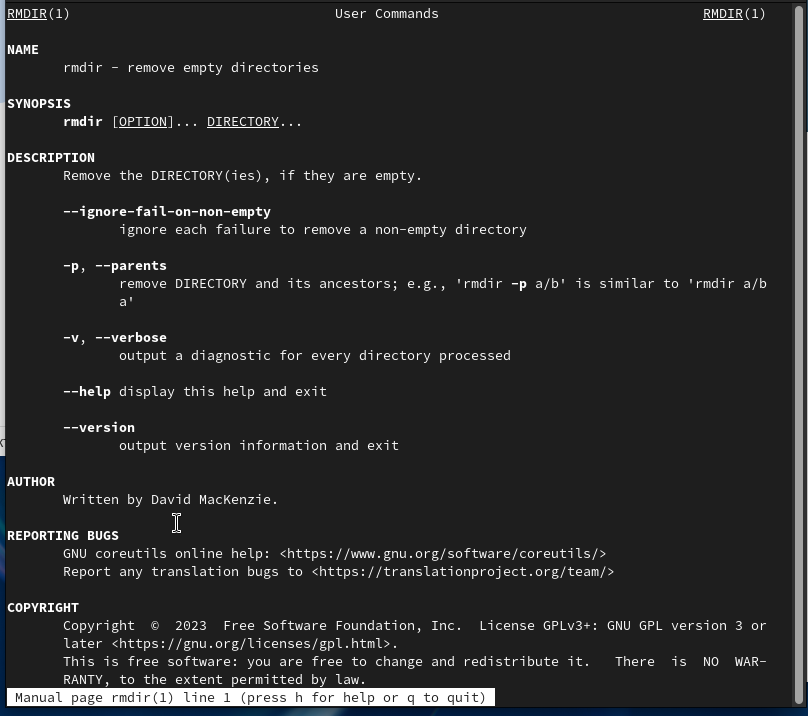 RMDIR(1) User Commands RMDIR(1)
NAME
rmdir - remove empty directories
SYNOPSIS
rmdir [OPTION]... DIRECTORY...
DESCRIPTION
Remove the DIRECTORY(ies), if they are empty.
--ignore-fail-on-non-empty
ignore each failure to remove a non-empty directory
-p, --parents
remove DIRECTORY and its ancestors; e.g., 'rmdir -p a/b' is similar to 'rmdir a/b
a'
-v, --verbose
output a diagnostic for every directory processed
--help display this help and exit
--version
output version information and exit
AUTHOR
Written by David MacKenzie.
REPORTING BUGS
GNU coreutils online help: <https://www.gnu.org/software/coreutils/>
Report any translation bugs to <https://translationproject.org/team/>
COPYRIGHT
Copyright © 2023 Free Software Foundation, Inc. License GPLv3+: GNU GPL version 3 or
later <https://gnu.org/licenses/gpl.html>.
This is free software: you are free to change and redistribute it. There is NO WAR-
RANTY, to the extent permitted by law.
Manual page rmdir(1) line 1 (press h for help or q to quit)